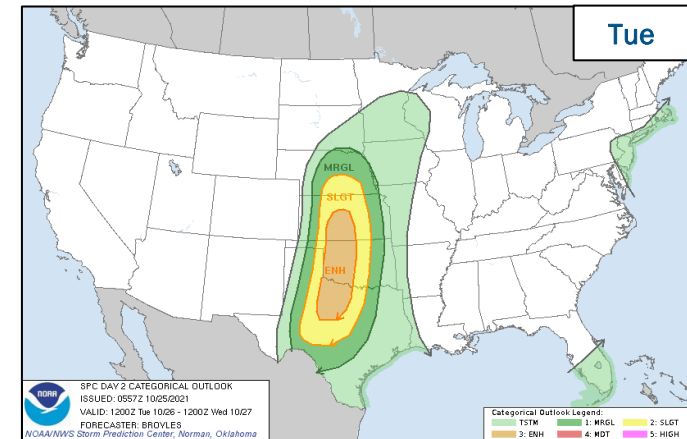 Tue
MRGL
SLGT
ENH
NOAA
SPC DAY 2 CATEGORICAL OUTLOOK
ISSUED: 0557Z 10/25/2021
VALID: 1200Z Tue 10/26 - 1200Z Wed 10/27
FORECASTER: BROYLES
NOAA/NWS Storm Prediction Center, Norman, Oklahoma
Categorical Outlook Legend:
TSTM 1: MRGL 2: SLGT
3: ENH 4: MDT 5: HIGH